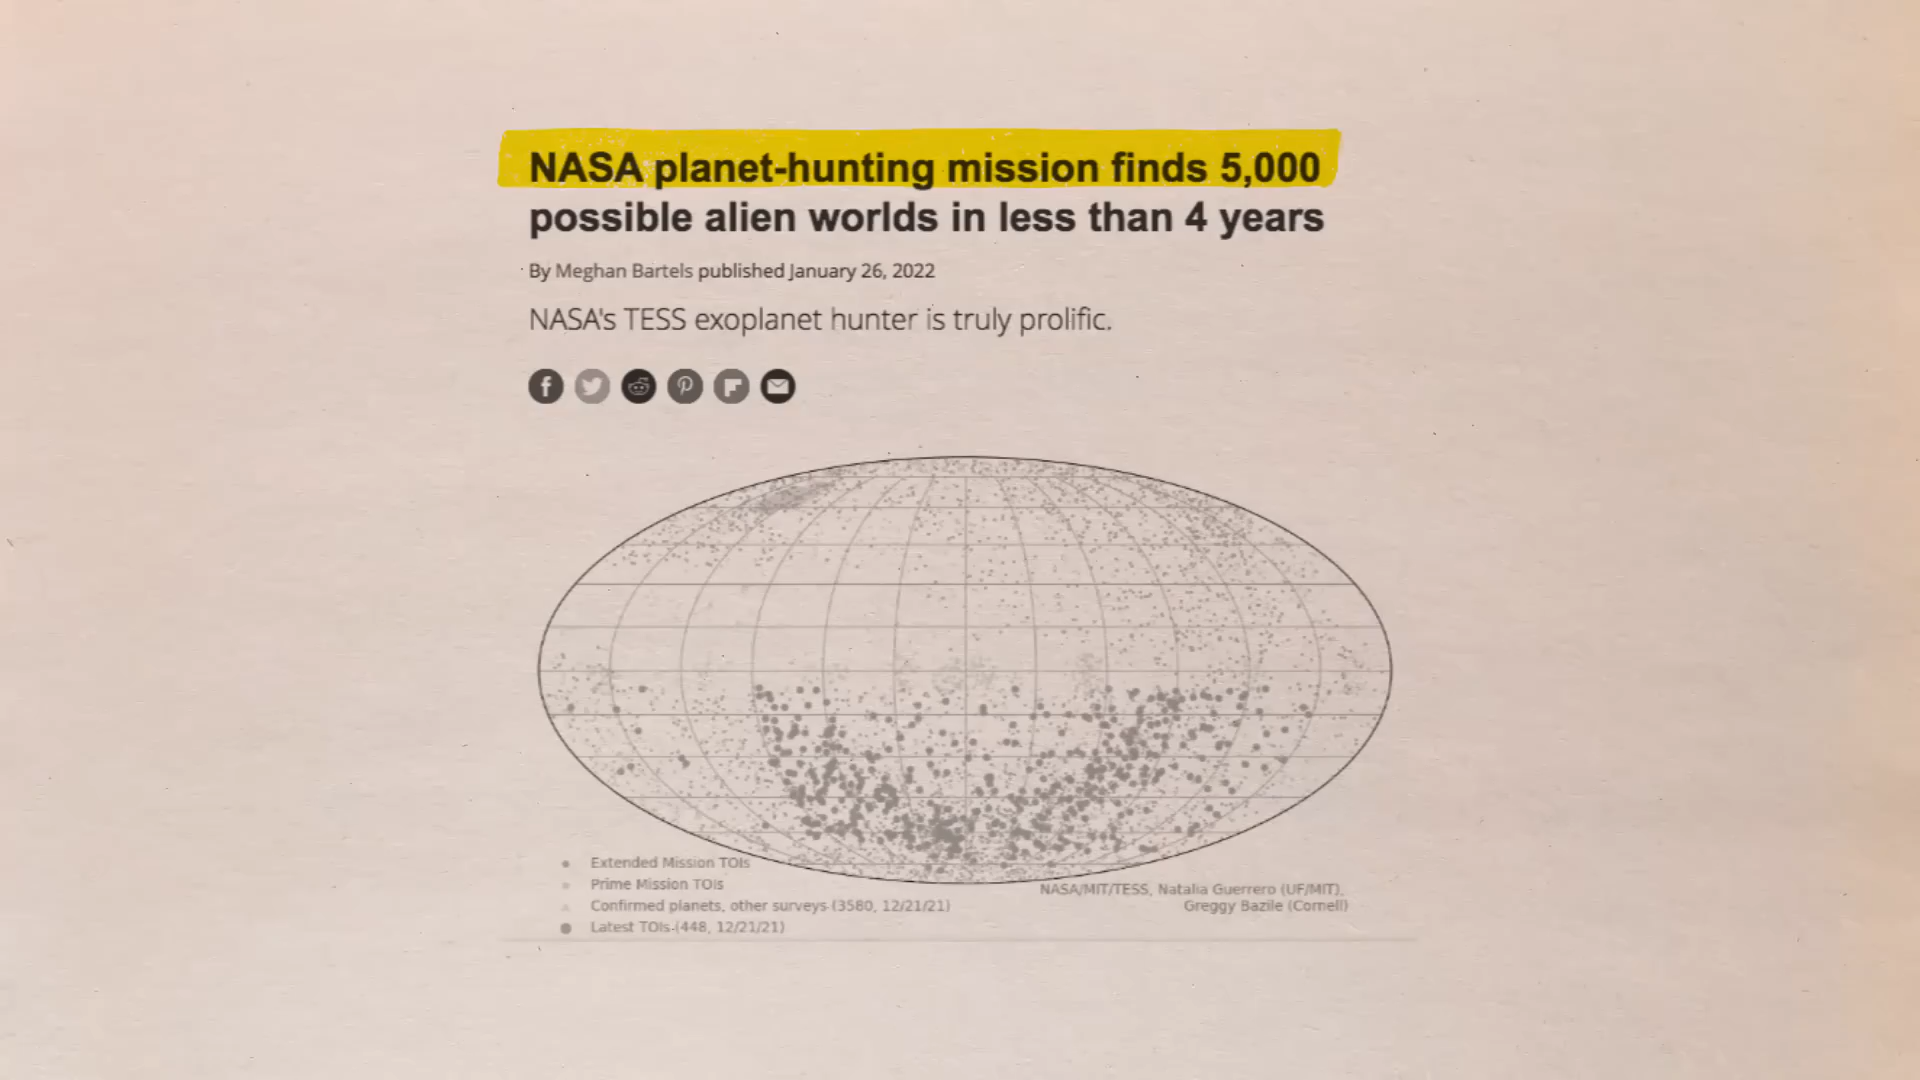 NASA planet-hunting mission finds 5,000
possible alien worlds in less than 4 years
By Meghan Bartels published January 26, 2022
NASA's TESS exoplanet hunter is truly prolific.
Extended Mission TOIs
Prime Mission TOIs
Confirmed planets, other surveys (3580, 12/21/21)
Latest TOIs (448, 12/21/21)
NASA/MIT/TESS, Natalia Guerrero (UF/MIT),
Greggy Bazile (Cornell)